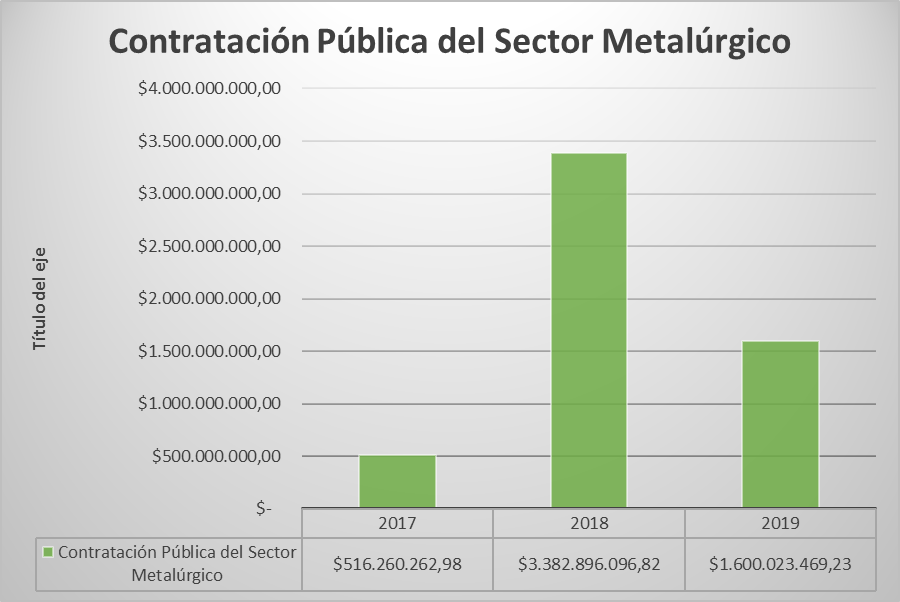 Contratación Pública del Sector Metalúrgico
$4.000.000.000,00
$3.500.000.000,00
$3.000.000.000,00
$2.500.000.000,00
$2.000.000.000,00
$1.500.000.000,00
$1.000.000.000,00
$500.000.000,00
$-
Título del eje
2017 2018 2019
Contratación Pública del Sector
Metalúrgico
$516.260.262,98 $3.382.896.096,82 $1.600.023.469,23